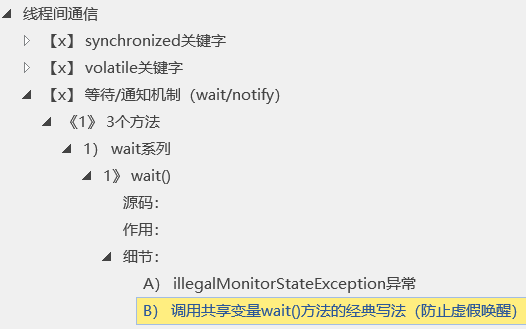 线程间通信
【x】synchronized关键字
【x】volatile关键字
【x】等待/通知机制（wait/notify）
《1》3个方法
1） wait系列
1》wait()
源码：
作用：
细节：
A） illegalMonitorStateException异常
B） 调用共享变量wait()方法的经典写法（防止虚假唤醒）